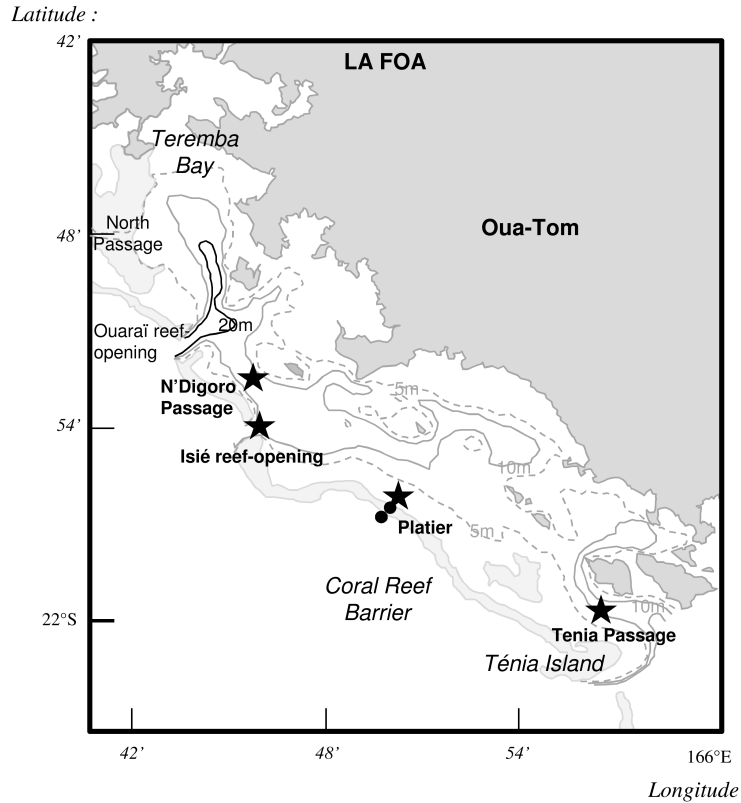 Latitude :
42’
LA FOA
Teremba
Bay
North
Passage
48’
Oua-Tom
Ouaraï reef-
opening
20m
N’Digoro
Passage
5m
54’
Isié reef-opening
10m
Platier
5m
Coral Reef
Barrier
10m
22°S
Tenia Passage
Ténia Island
42’
48’
54’
166°E
Longitude